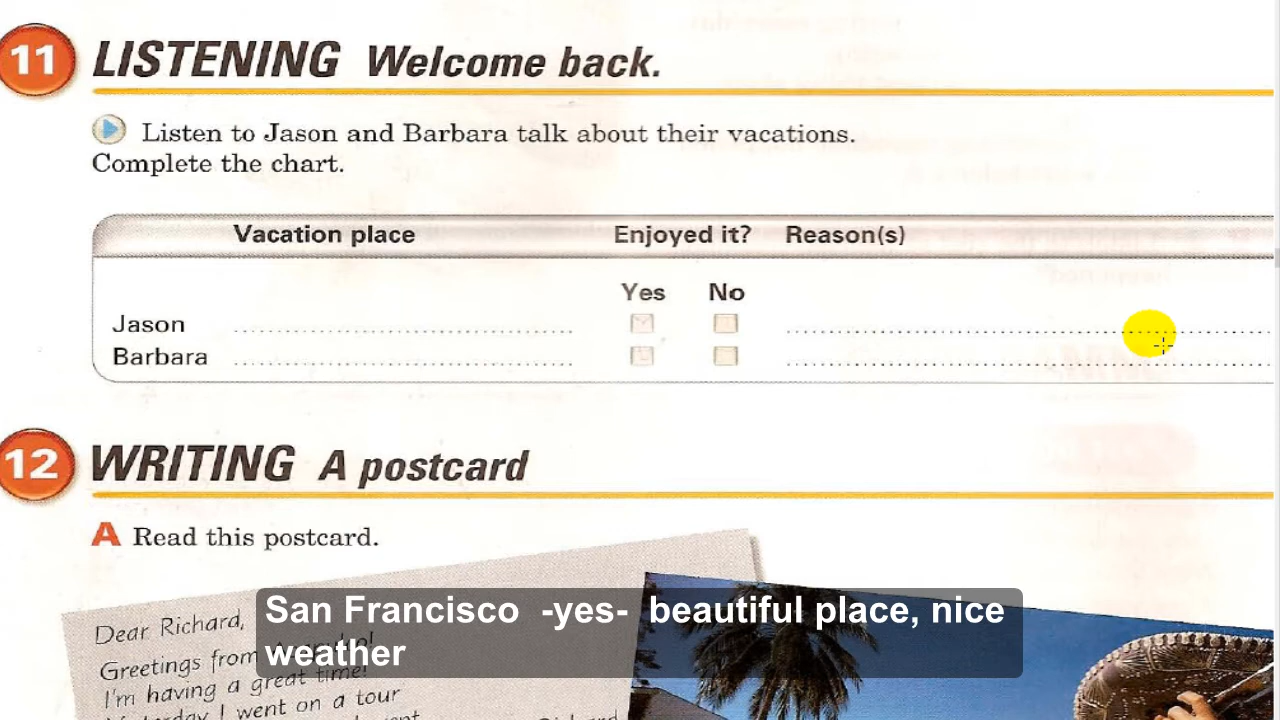 11 LISTENING Welcome back.
Listen to Jason and Barbara talk about their vacations.
Complete the chart.
Vacation place Enjoyed it? Reason(s)
Yes No
Jason
Barbara
12 WRITING A postcard
A Read this postcard.
Dear Richard,
Greetings from
I'm having a great time!
I went on a tour
San Francisco -yes- beautiful place, nice
weather